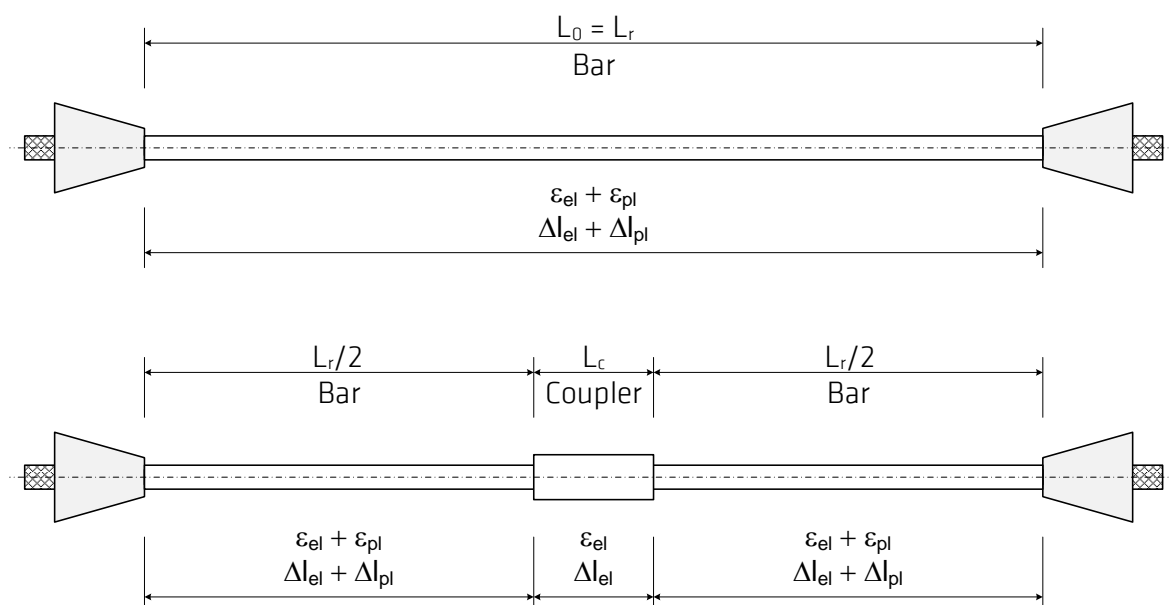 L₀ = Lᵣ
Bar
εel + εpl
Δlel + Δlpl
Lᵣ/2 L꜀ Lᵣ/2
Bar Coupler Bar
εel + εpl εel εel + εpl
Δlel + Δlpl Δlel Δlel + Δlpl